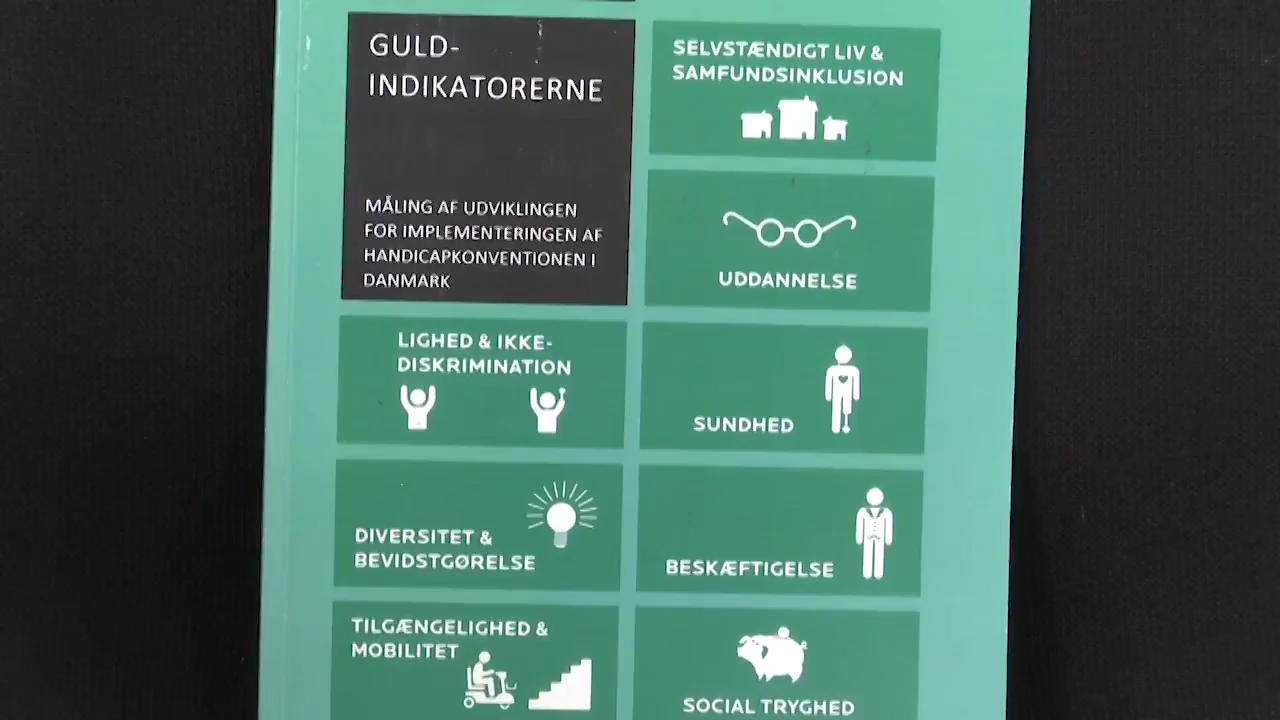 GULD-
INDIKATORERNE
MÅLING AF UDVIKLINGEN
FOR IMPLEMENTERINGEN AF
HANDICAPKONVENTIONEN I
DANMARK
SELVSTÆNDIGT LIV &
SAMFUNDSINKLUSION
UDDANNELSE
LIGHED & IKKE-
DISKRIMINATION
SUNDHED
DIVERSITET &
BEVIDSTGØRELSE
BESKÆFTIGELSE
TILGÆNGELIGHED &
MOBILITET
SOCIAL TRYGHED